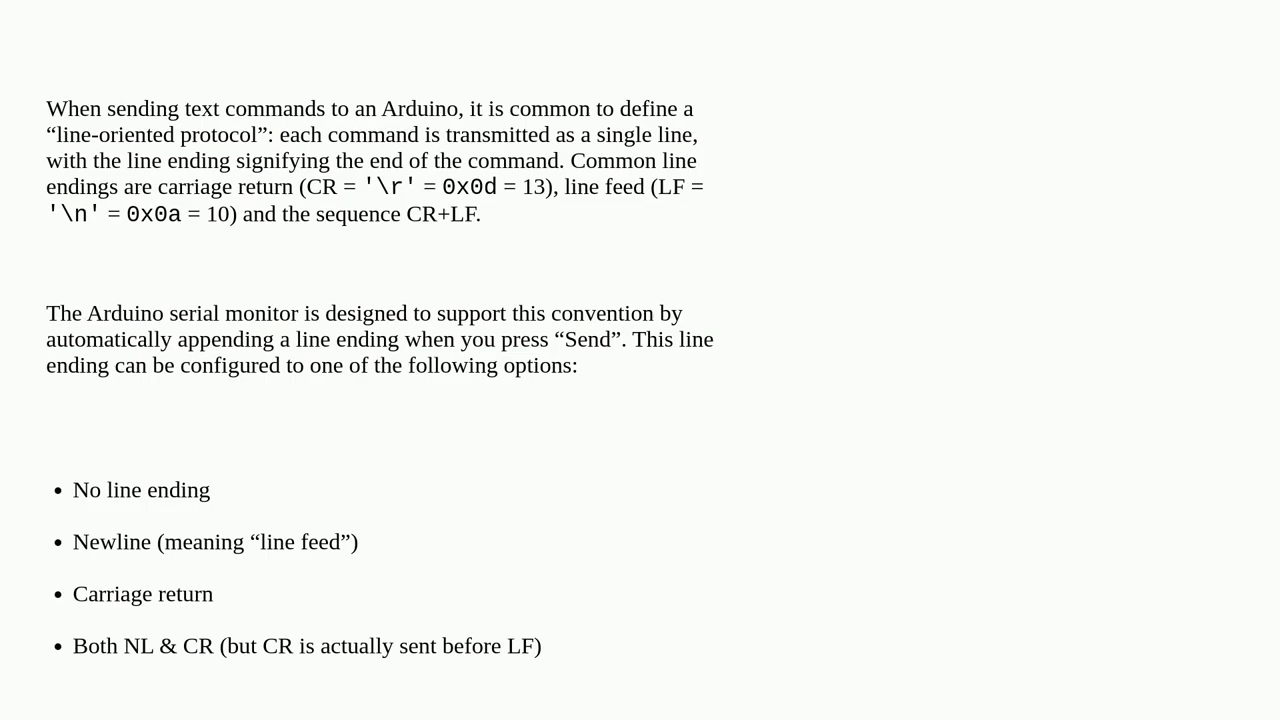 When sending text commands to an Arduino, it is common to define a
“line-oriented protocol”: each command is transmitted as a single line,
with the line ending signifying the end of the command. Common line
endings are carriage return (CR = '\r' = 0x0d = 13), line feed (LF =
'\n' = 0x0a = 10) and the sequence CR+LF.
The Arduino serial monitor is designed to support this convention by
automatically appending a line ending when you press “Send”. This line
ending can be configured to one of the following options:
• No line ending
• Newline (meaning “line feed”)
• Carriage return
• Both NL & CR (but CR is actually sent before LF)